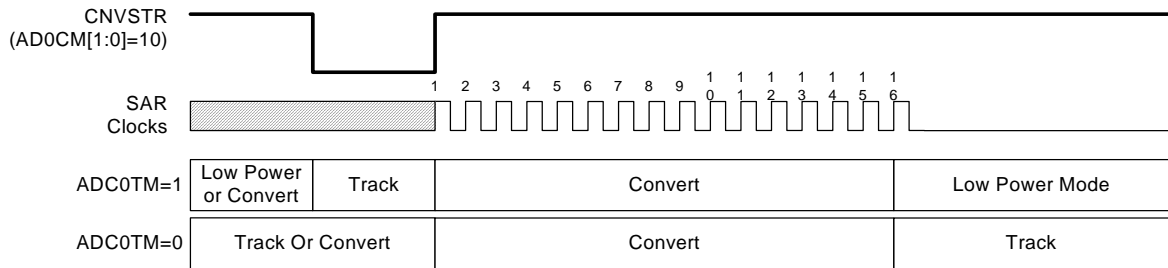 CNVSTR
(AD0CM[1:0]=10)
1 2 3 4 5 6 7 8 9 10 11 12 13 14 15 16
SAR
Clocks
ADC0TM=1
Low Power
or Convert
Track
Convert
Low Power Mode
ADC0TM=0
Track Or Convert
Convert
Track